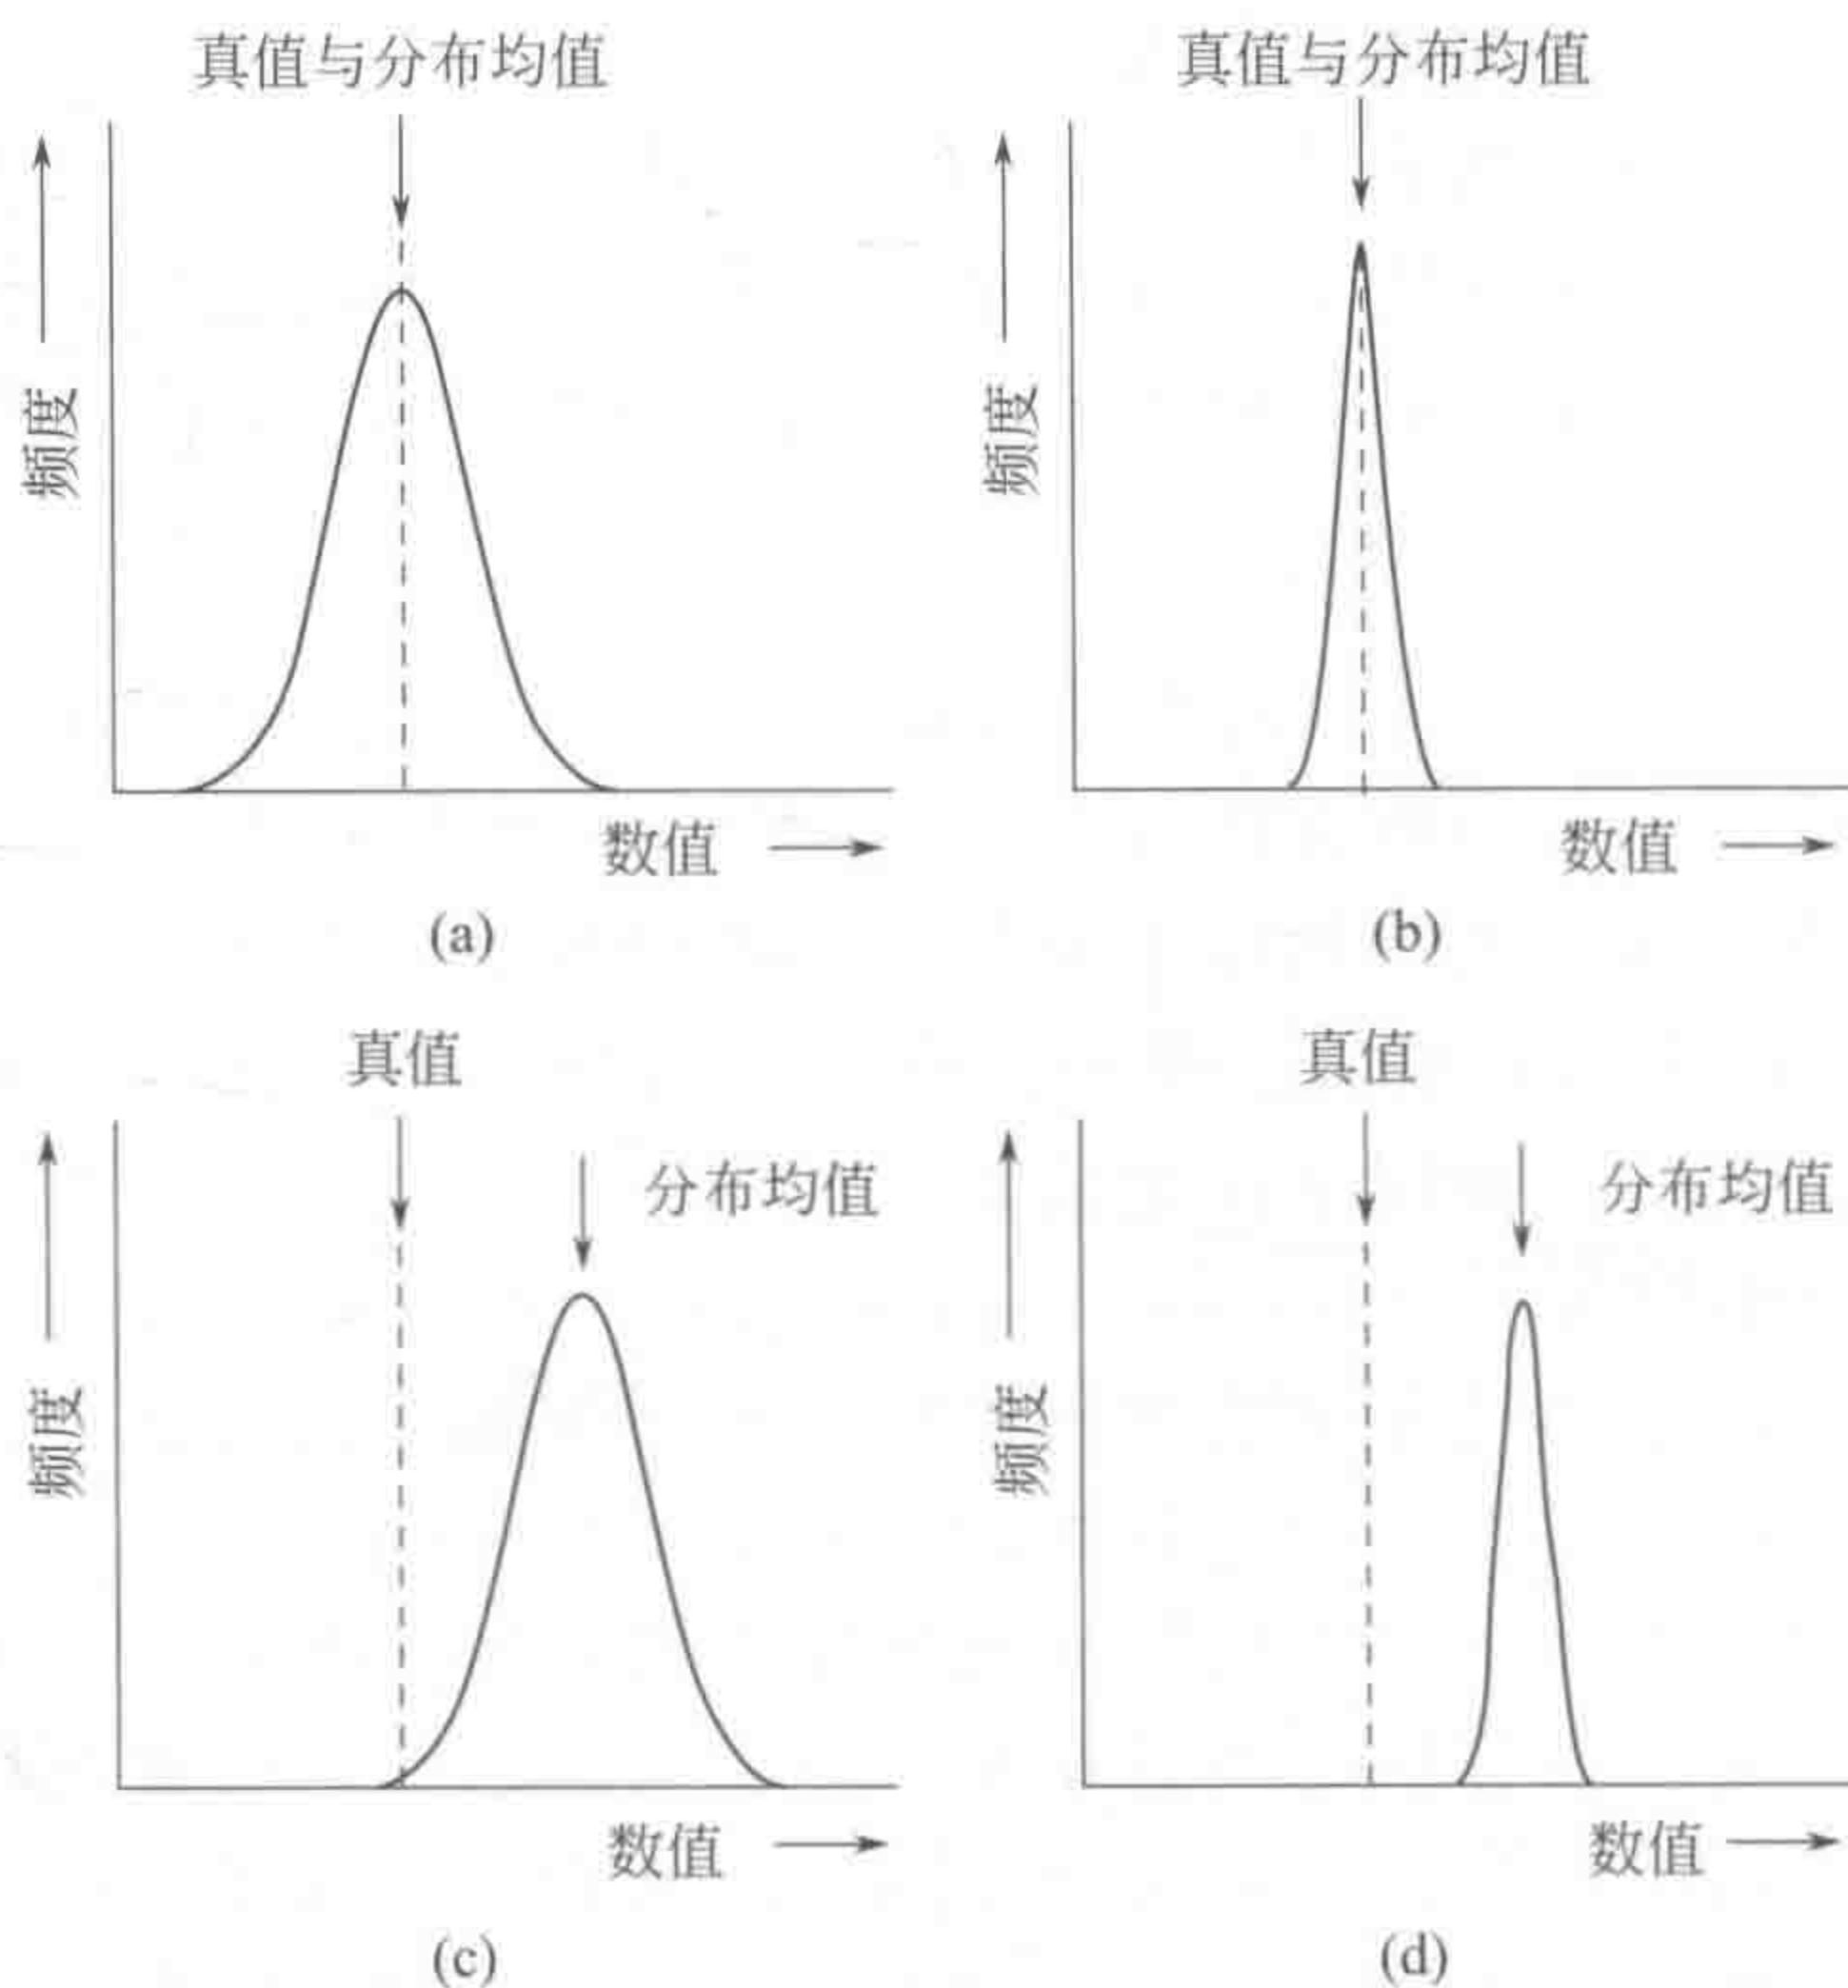 真值与分布均值
频度
数值
(a)
真值与分布均值
频度
数值
(b)
真值
分布均值
频度
数值
(c)
真值
分布均值
频度
数值
(d)